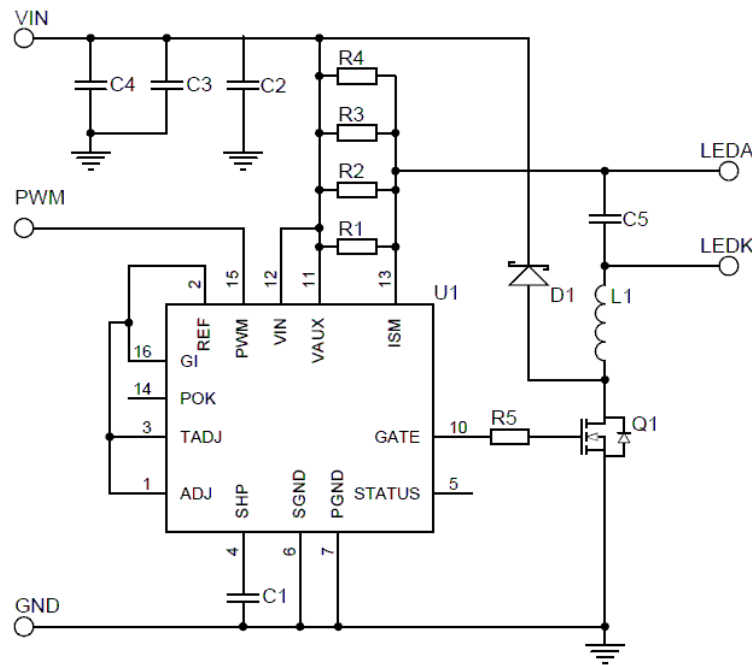 VIN
R4
C4 C3 C2
R3
LEDA
R2
PWM
C5
R1
LEDK
2 15 12 11 13
U1 D1 L1
REF PWM VIN VAUX ISM
16 GI
14 POK
R5 Q1
3 TADJ GATE 10
1 ADJ SHP SGND PGND STATUS 5
4 6 7
C1
GND